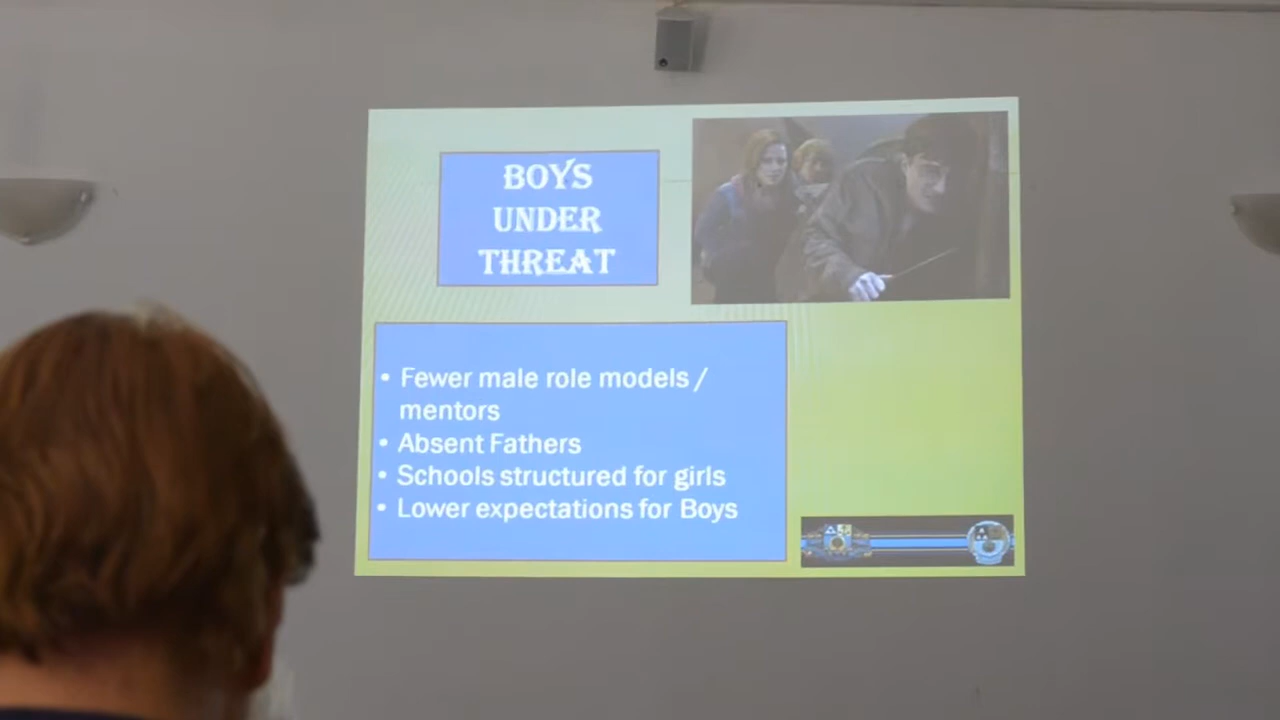 BOYS
UNDER
THREAT
• Fewer male role models /
mentors
• Absent Fathers
• Schools structured for girls
• Lower expectations for Boys